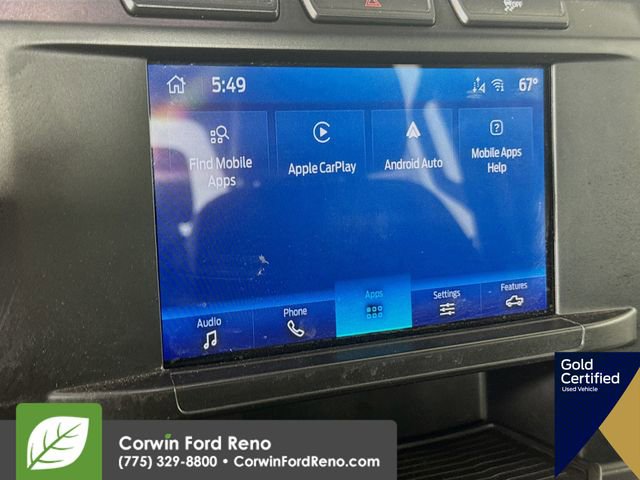 OFF
5:49
67°
Find Mobile
Apps
Apple CarPlay
Android Auto
Mobile Apps
Help
Audio
Phone
Apps
Settings
Features
Gold
Certified
Used Vehicle
Corwin Ford Reno
(775) 329-8800 • CorwinFordReno.com